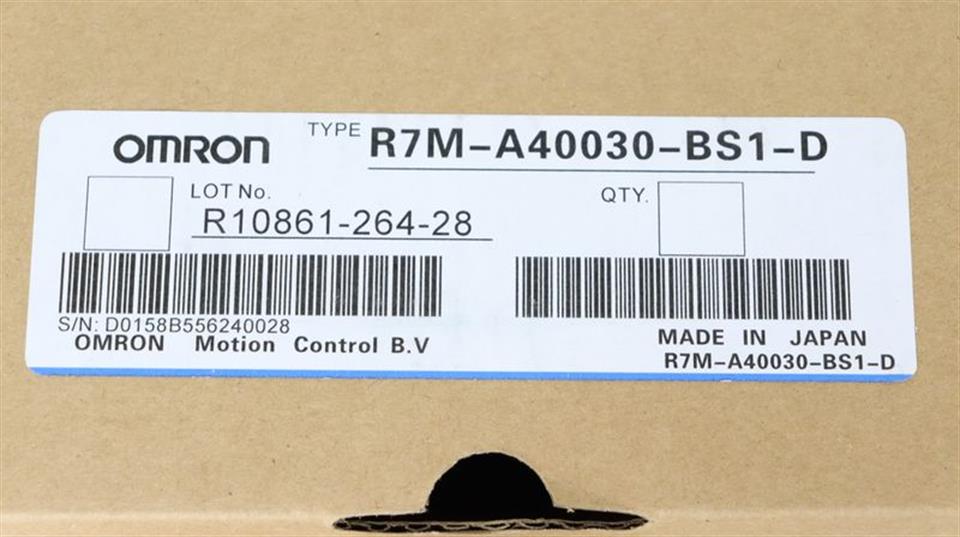 OMRON TYPE R7M-A40030-BS1-D
LOT No. QTY.
R10861-264-28
S/N: D0158B556240028
OMRON Motion Control B.V MADE IN JAPAN
R7M-A40030-BS1-D